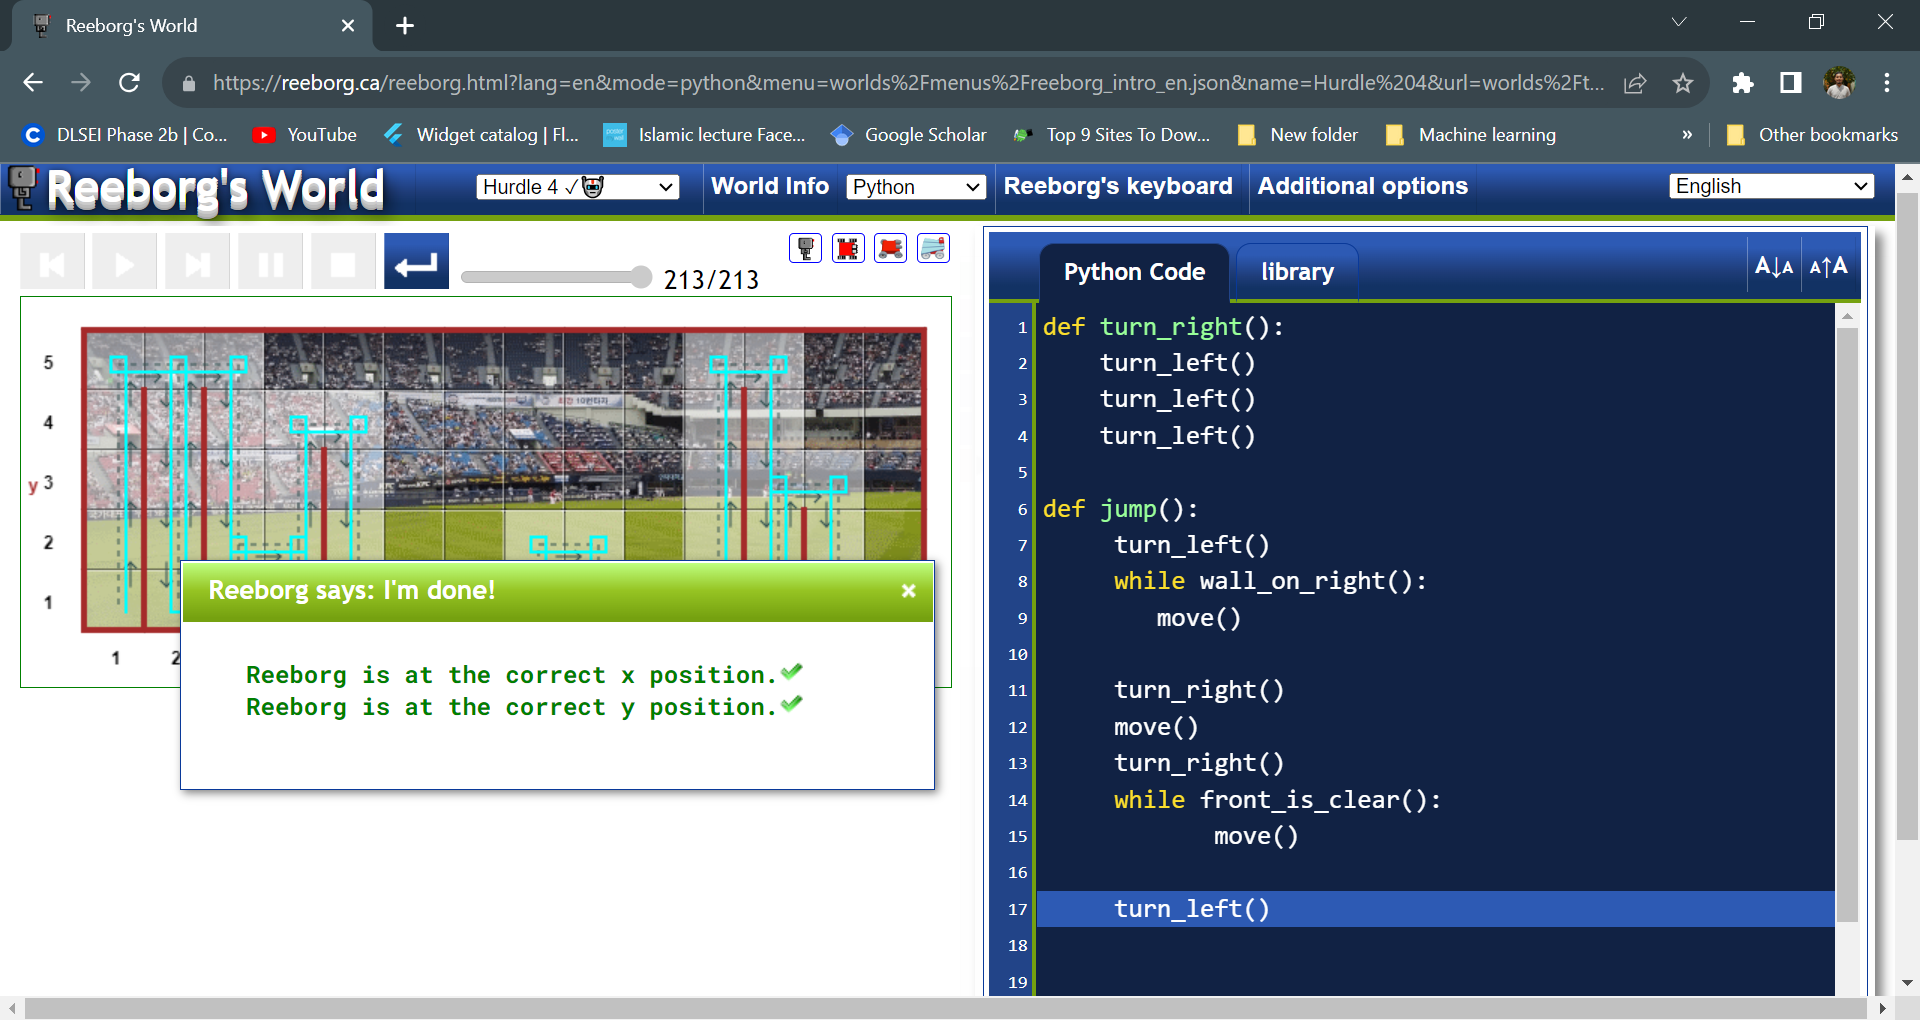 Reeborg's World
https://reeborg.ca/reeborg.html?lang=en&mode=python&menu=worlds%2Fmenus%2Freeborg_intro_en.json&name=Hurdle%204&url=worlds%2Ft...
DLSEI Phase 2b | Co...
YouTube
Widget catalog | Fl...
Islamic lecture Face...
Google Scholar
Top 9 Sites To Dow...
New folder
Machine learning
»
Other bookmarks
Reeborg's World
Hurdle 4 ✓
World Info
Python
Reeborg's keyboard
Additional options
English
213/213
5
4
y 3
2
1
1
2
Reeborg says: I'm done!
×
Reeborg is at the correct x position.
Reeborg is at the correct y position.
Python Code
library
A↓A
A↑A
1 def turn_right():
2 turn_left()
3 turn_left()
4 turn_left()
5
6 def jump():
7 turn_left()
8 while wall_on_right():
9 move()
10
11 turn_right()
12 move()
13 turn_right()
14 while front_is_clear():
15 move()
16
17 turn_left()
18
19